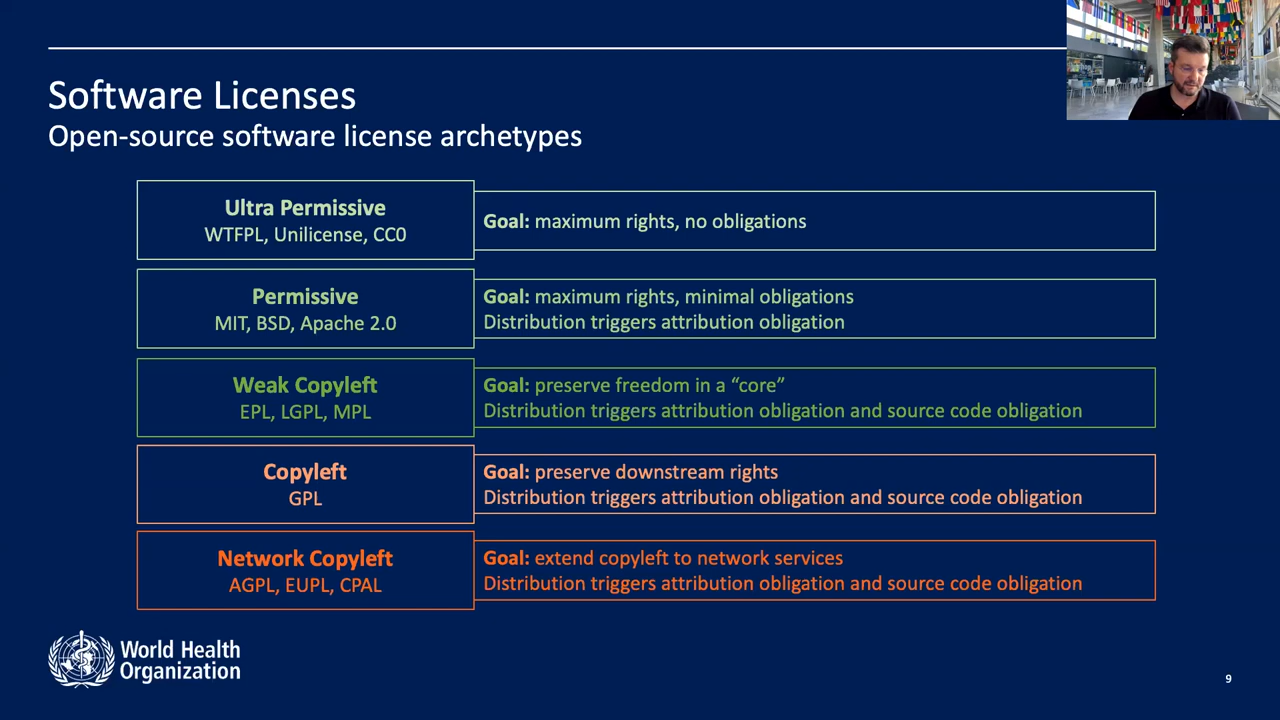 Software Licenses
Open-source software license archetypes
Ultra Permissive
WTFPL, Unilicense, CC0
Goal: maximum rights, no obligations
Permissive
MIT, BSD, Apache 2.0
Goal: maximum rights, minimal obligations
Distribution triggers attribution obligation
Weak Copyleft
EPL, LGPL, MPL
Goal: preserve freedom in a “core”
Distribution triggers attribution obligation and source code obligation
Copyleft
GPL
Goal: preserve downstream rights
Distribution triggers attribution obligation and source code obligation
Network Copyleft
AGPL, EUPL, CPAL
Goal: extend copyleft to network services
Distribution triggers attribution obligation and source code obligation
World Health
Organization
9